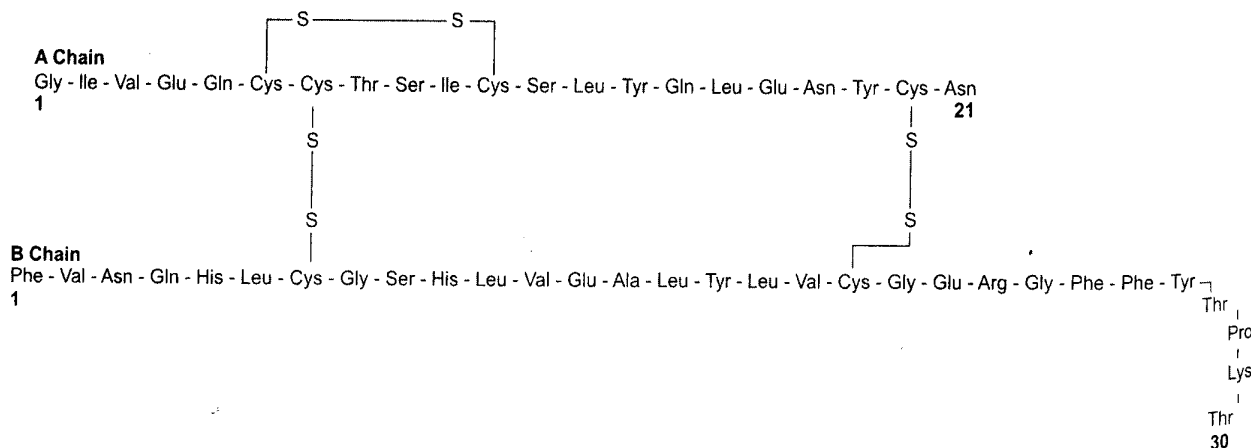 S S
A Chain
Gly - Ile - Val - Glu - Gln - Cys - Cys - Thr - Ser - Ile - Cys - Ser - Leu - Tyr - Gln - Leu - Glu - Asn - Tyr - Cys - Asn
1 21
S S
S S
B Chain
Phe - Val - Asn - Gln - His - Leu - Cys - Gly - Ser - His - Leu - Val - Glu - Ala - Leu - Tyr - Leu - Val - Cys - Gly - Glu - Arg - Gly - Phe - Phe - Tyr
1
Thr
Pro
Lys
Thr
30